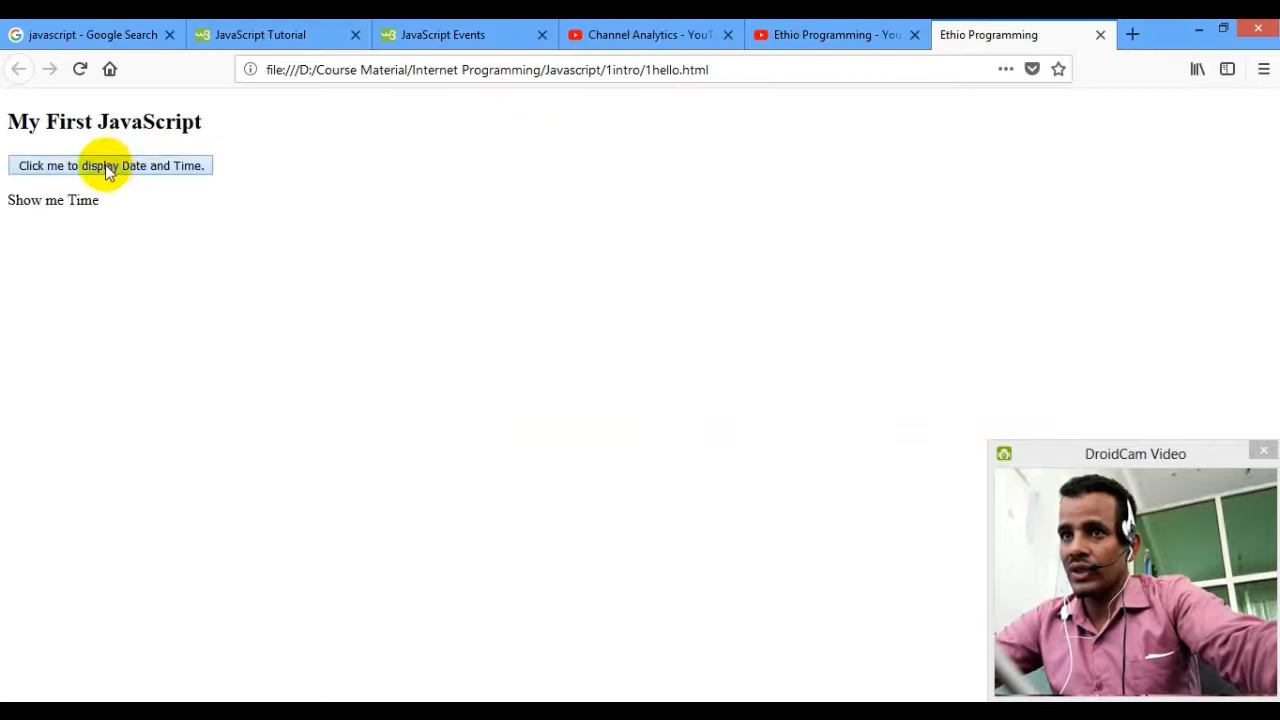 javascript - Google Search
JavaScript Tutorial
JavaScript Events
Channel Analytics - YouT
Ethio Programming - You
Ethio Programming
file:///D:/Course Material/Internet Programming/Javascript/1intro/1hello.html
My First JavaScript
Click me to display Date and Time.
Show me Time
DroidCam Video